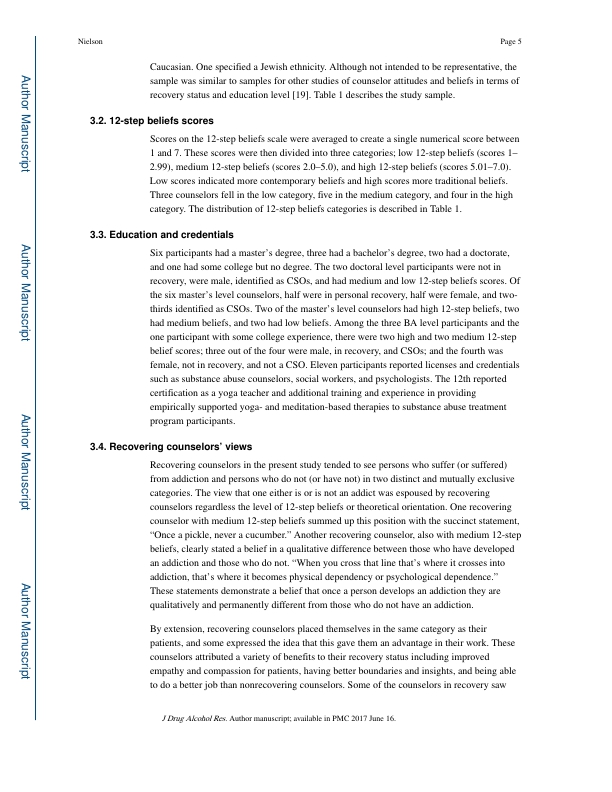 Nielson
Page 5
Caucasian. One specified a Jewish ethnicity. Although not intended to be representative, the
sample was similar to samples for other studies of counselor attitudes and beliefs in terms of
recovery status and education level [19]. Table 1 describes the study sample.
3.2. 12-step beliefs scores
Scores on the 12-step beliefs scale were averaged to create a single numerical score between
1 and 7. These scores were then divided into three categories; low 12-step beliefs (scores 1–
2.99), medium 12-step beliefs (scores 2.0–5.0), and high 12-step beliefs (scores 5.01–7.0).
Low scores indicated more contemporary beliefs and high scores more traditional beliefs.
Three counselors fell in the low category, five in the medium category, and four in the high
category. The distribution of 12-step beliefs categories is described in Table 1.
3.3. Education and credentials
Six participants had a master's degree, three had a bachelor's degree, two had a doctorate,
and one had some college but no degree. The two doctoral level participants were not in
recovery, were male, identified as CSOs, and had medium and low 12-step beliefs scores. Of
the six master's level counselors, half were in personal recovery, half were female, and two-
thirds identified as CSOs. Two of the master's level counselors had high 12-step beliefs, two
had medium beliefs, and two had low beliefs. Among the three BA level participants and the
one participant with some college experience, there were two high and two medium 12-step
belief scores; three out of the four were male, in recovery, and CSOs; and the fourth was
female, not in recovery, and not a CSO. Eleven participants reported licenses and credentials
such as substance abuse counselors, social workers, and psychologists. The 12th reported
certification as a yoga teacher and additional training and experience in providing
empirically supported yoga- and meditation-based therapies to substance abuse treatment
program participants.
3.4. Recovering counselors' views
Recovering counselors in the present study tended to see persons who suffer (or suffered)
from addiction and persons who do not (or have not) in two distinct and mutually exclusive
categories. The view that one either is or is not an addict was espoused by recovering
counselors regardless the level of 12-step beliefs or theoretical orientation. One recovering
counselor with medium 12-step beliefs summed up this position with the succinct statement,
“Once a pickle, never a cucumber.” Another recovering counselor, also with medium 12-step
beliefs, clearly stated a belief in a qualitative difference between those who have developed
an addiction and those who do not. “When you cross that line that's where it crosses into
addiction, that's where it becomes physical dependency or psychological dependence.”
These statements demonstrate a belief that once a person develops an addiction they are
qualitatively and permanently different from those who do not have an addiction.
By extension, recovering counselors placed themselves in the same category as their
patients, and some expressed the idea that this gave them an advantage in their work. These
counselors attributed a variety of benefits to their recovery status including improved
empathy and compassion for patients, having better boundaries and insights, and being able
to do a better job than nonrecovering counselors. Some of the counselors in recovery saw
J Drug Alcohol Res. Author manuscript; available in PMC 2017 June 16.
Author Manuscript
Author Manuscript
Author Manuscript
Author Manuscript